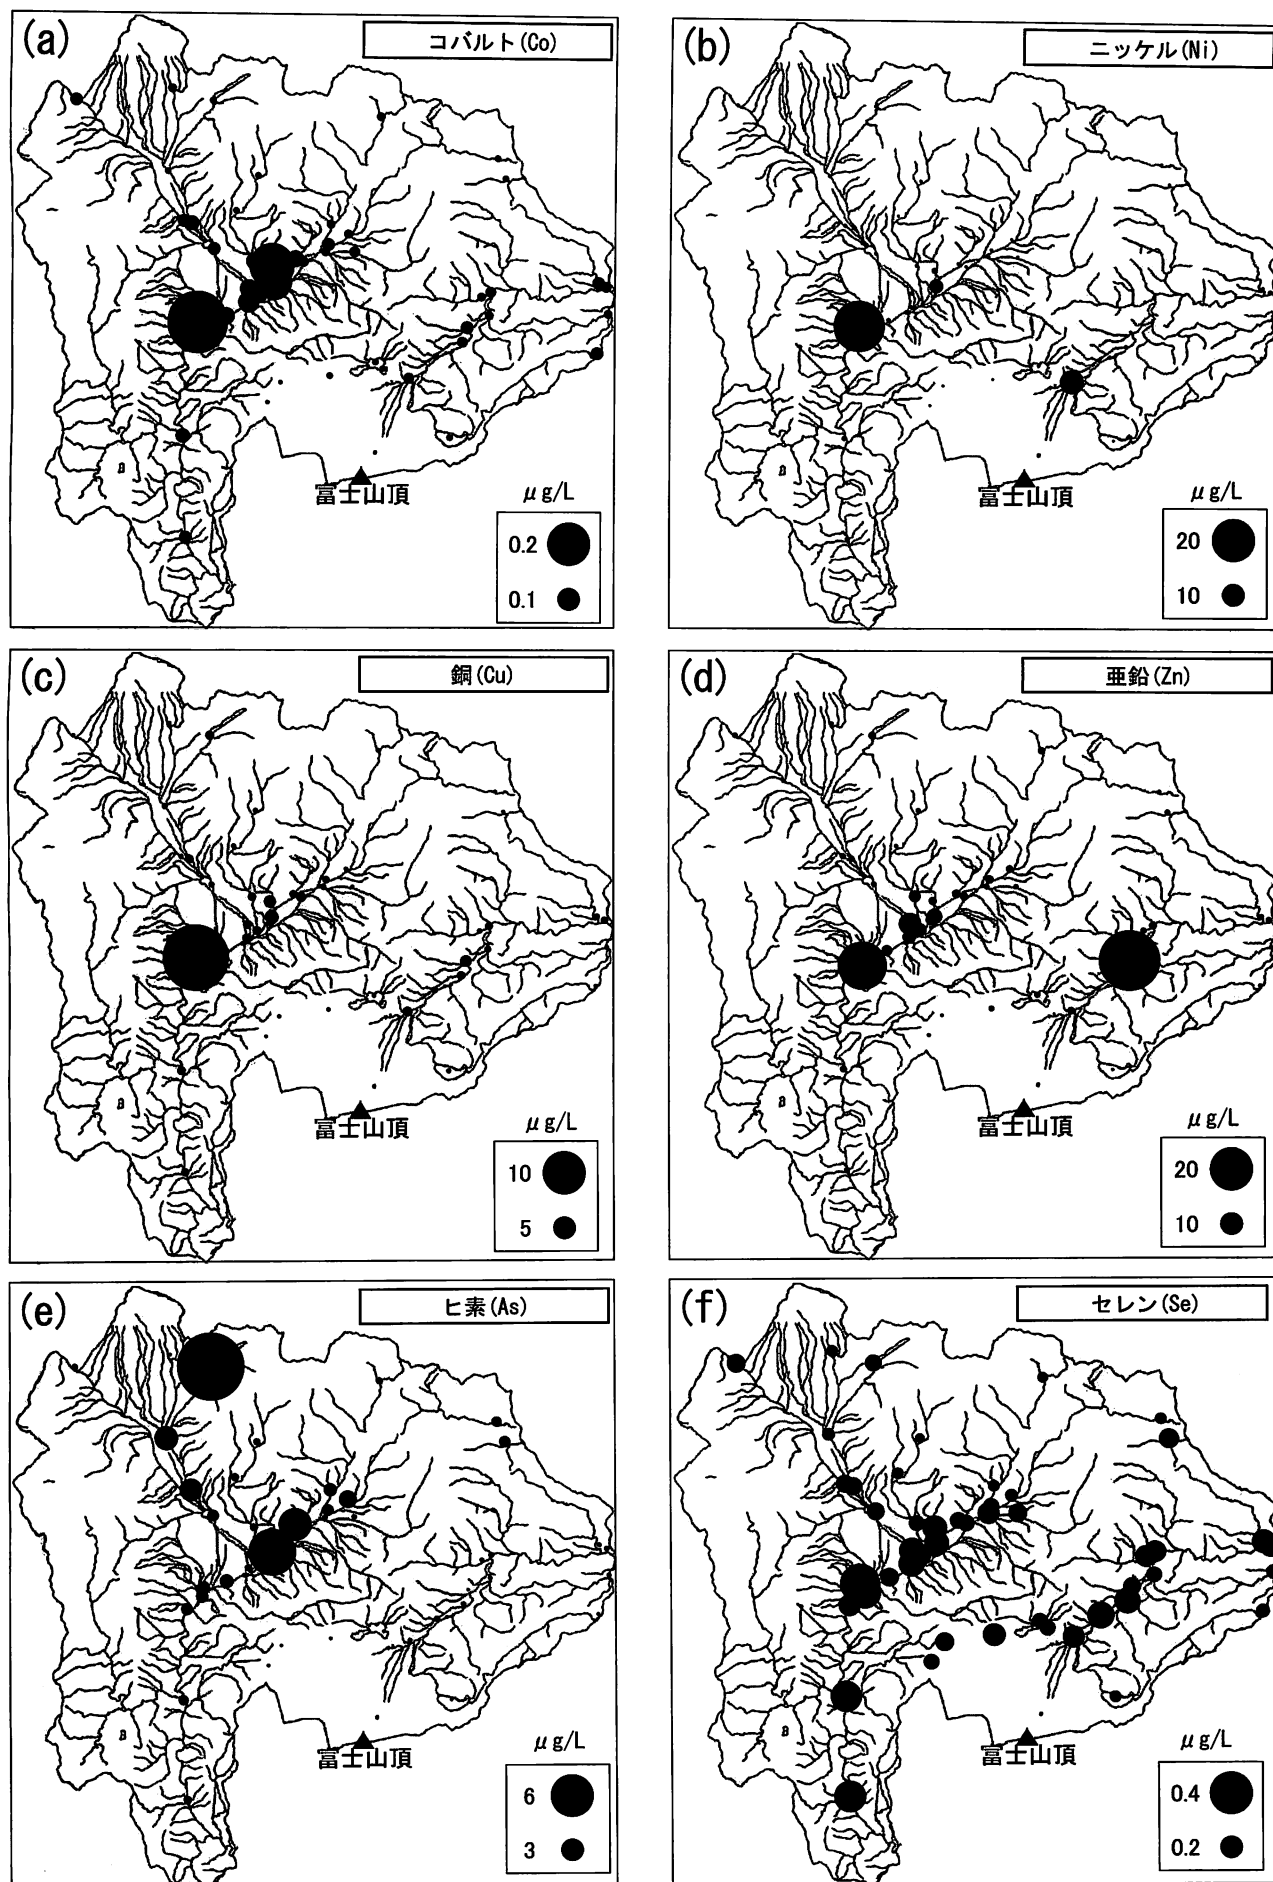 (a)
コバルト(Co)
富士山頂
μg/L
0.2
0.1
(b)
ニッケル(Ni)
富士山頂
μg/L
20
10
(c)
銅(Cu)
富士山頂
μg/L
10
5
(d)
亜鉛(Zn)
富士山頂
μg/L
20
10
(e)
ヒ素(As)
富士山頂
μg/L
6
3
(f)
セレン(Se)
富士山頂
μg/L
0.4
0.2